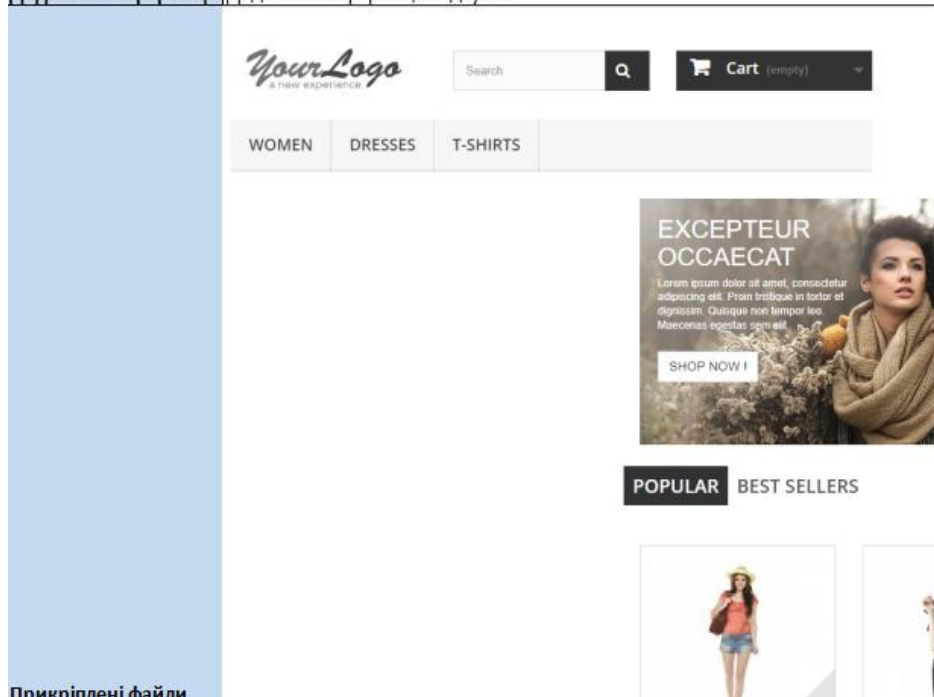 YourLogo
a new experience
Search
Cart (empty)
WOMEN
DRESSES
T-SHIRTS
EXCEPTEUR
OCCAECAT
Lorem ipsum dolor sit amet, consectetur
adipiscing elit. Proin tristique in tortor et
dignissim. Quisque non tempor leo.
Maecenas egestas sem elit
SHOP NOW !
POPULAR
BEST SELLERS
Прикріплені файли